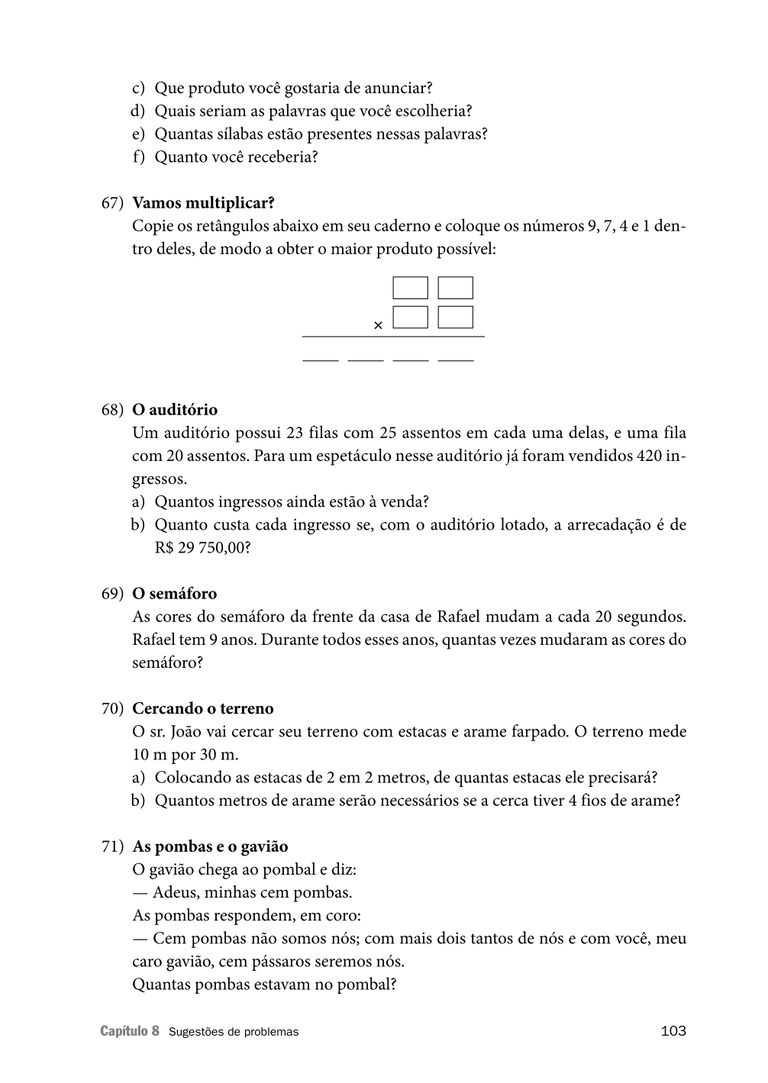 c) Que produto você gostaria de anunciar?
d) Quais seriam as palavras que você escolheria?
e) Quantas sílabas estão presentes nessas palavras?
f) Quanto você receberia?
67) Vamos multiplicar?
Copie os retângulos abaixo em seu caderno e coloque os números 9, 7, 4 e 1 den-
tro deles, de modo a obter o maior produto possível:
×
68) O auditório
Um auditório possui 23 filas com 25 assentos em cada uma delas, e uma fila
com 20 assentos. Para um espetáculo nesse auditório já foram vendidos 420 in-
gressos.
a) Quantos ingressos ainda estão à venda?
b) Quanto custa cada ingresso se, com o auditório lotado, a arrecadação é de
R$ 29 750,00?
69) O semáforo
As cores do semáforo da frente da casa de Rafael mudam a cada 20 segundos.
Rafael tem 9 anos. Durante todos esses anos, quantas vezes mudaram as cores do
semáforo?
70) Cercando o terreno
O sr. João vai cercar seu terreno com estacas e arame farpado. O terreno mede
10 m por 30 m.
a) Colocando as estacas de 2 em 2 metros, de quantas estacas ele precisará?
b) Quantos metros de arame serão necessários se a cerca tiver 4 fios de arame?
71) As pombas e o gavião
O gavião chega ao pombal e diz:
— Adeus, minhas cem pombas.
As pombas respondem, em coro:
— Cem pombas não somos nós; com mais dois tantos de nós e com você, meu
caro gavião, cem pássaros seremos nós.
Quantas pombas estavam no pombal?
Capítulo 8 Sugestões de problemas 103